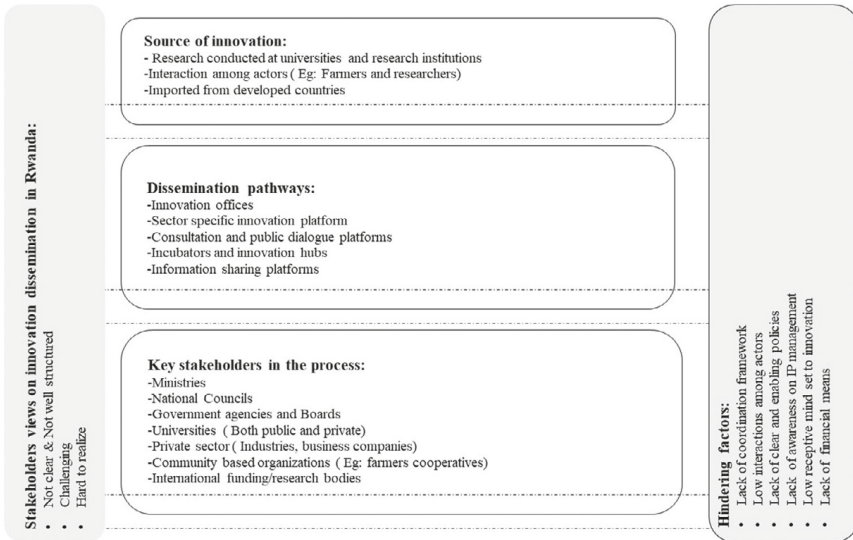 Stakeholders views on innovation dissemination in Rwanda:
• Not clear & Not well structured
• Challenging
• Hard to realize
Source of innovation:
- Research conducted at universities and research institutions
-Interaction among actors ( Eg: Farmers and researchers)
-Imported from developed countries
Dissemination pathways:
-Innovation offices
-Sector specific innovation platform
-Consultation and public dialogue platforms
-Incubators and innovation hubs
-Information sharing platforms
Key stakeholders in the process:
-Ministries
-National Councils
-Government agencies and Boards
-Universities ( Both public and private)
-Private sector ( Industries, business companies)
-Community based organizations ( Eg: farmers cooperatives)
-International funding/research bodies
Hindering factors:
• Lack of coordination framework
• Low interactions among actors
• Lack of clear and enabling policies
• Lack of awareness on IP management
• Low receptive mind set to innovation
• Lack of financial means